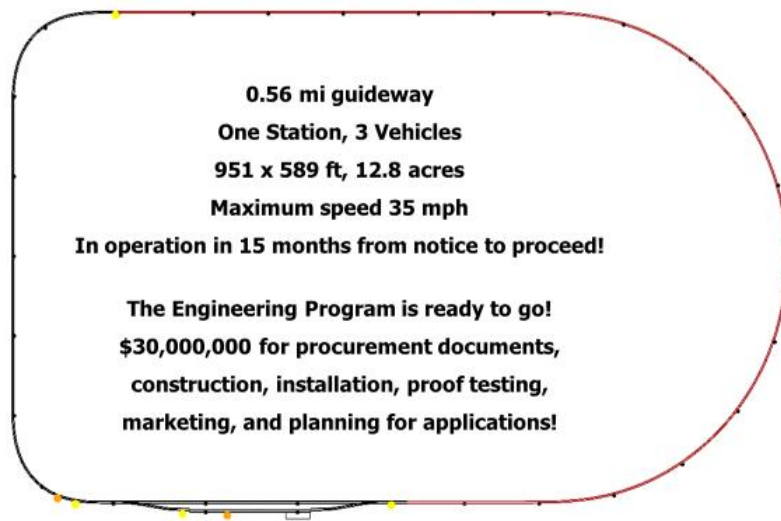 0.56 mi guideway
One Station, 3 Vehicles
951 x 589 ft, 12.8 acres
Maximum speed 35 mph
In operation in 15 months from notice to proceed!
The Engineering Program is ready to go!
$30,000,000 for procurement documents,
construction, installation, proof testing,
marketing, and planning for applications!